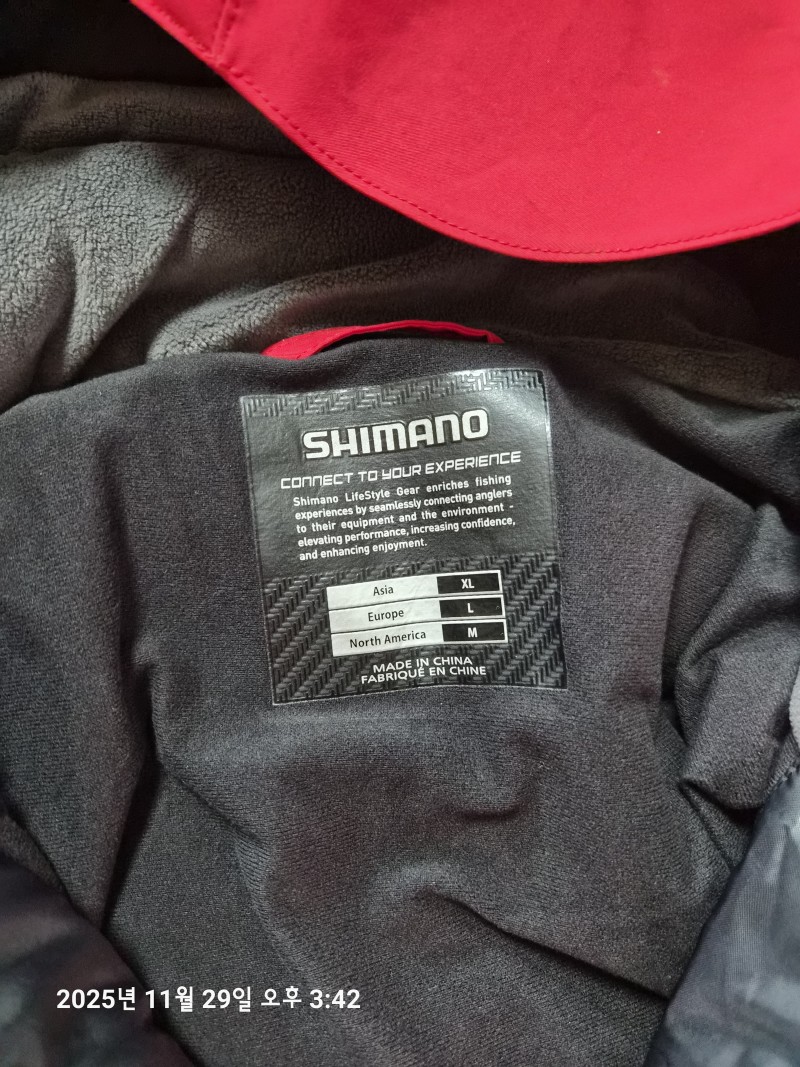 SHIMANO
CONNECT TO YOUR EXPERIENCE
Shimano LifeStyle Gear enriches fishing
experiences by seamlessly connecting anglers
to their equipment and the environment -
elevating performance, increasing confidence,
and enhancing enjoyment.
Asia XL
Europe L
North America M
MADE IN CHINA
FABRIQUÉ EN CHINE
2025년 11월 29일 오후 3:42